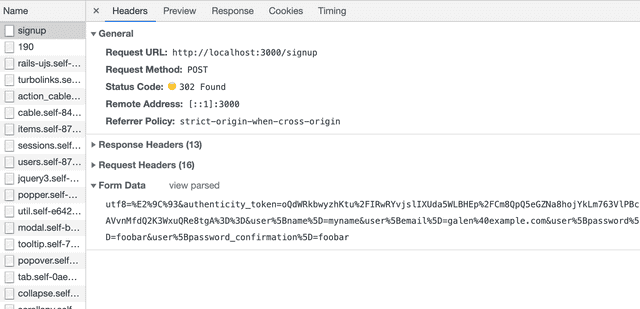 Name
× Headers Preview Response Cookies Timing
signup
190
rails-ujs.self-...
turbolinks.se...
action_cable...
cable.self-84...
items.self-87...
sessions.self...
users.self-87...
jquery3.self-...
popper.self-...
util.self-e642...
modal.self-b...
tooltip.self-7...
popover.self...
tab.self-0ae...
collapse.self...
▼ General
Request URL: http://localhost:3000/signup
Request Method: POST
Status Code: 302 Found
Remote Address: [::1]:3000
Referrer Policy: strict-origin-when-cross-origin
▶ Response Headers (13)
▶ Request Headers (16)
▼ Form Data view parsed
utf8=%E2%9C%93&authenticity_token=oQdWRkbwyzhKtu%2FIRwRYvjslIXUda5WLBHEp%2FCm8QpQ5eGZNa8hojYkLm763VlPBc
AVvnMfdQ2K3WxuQRe8tgA%3D%3D&user%5Bname%5D=myname&user%5Bemail%5D=galen%40example.com&user%5Bpassword%5
D=foobar&user%5Bpassword_confirmation%5D=foobar